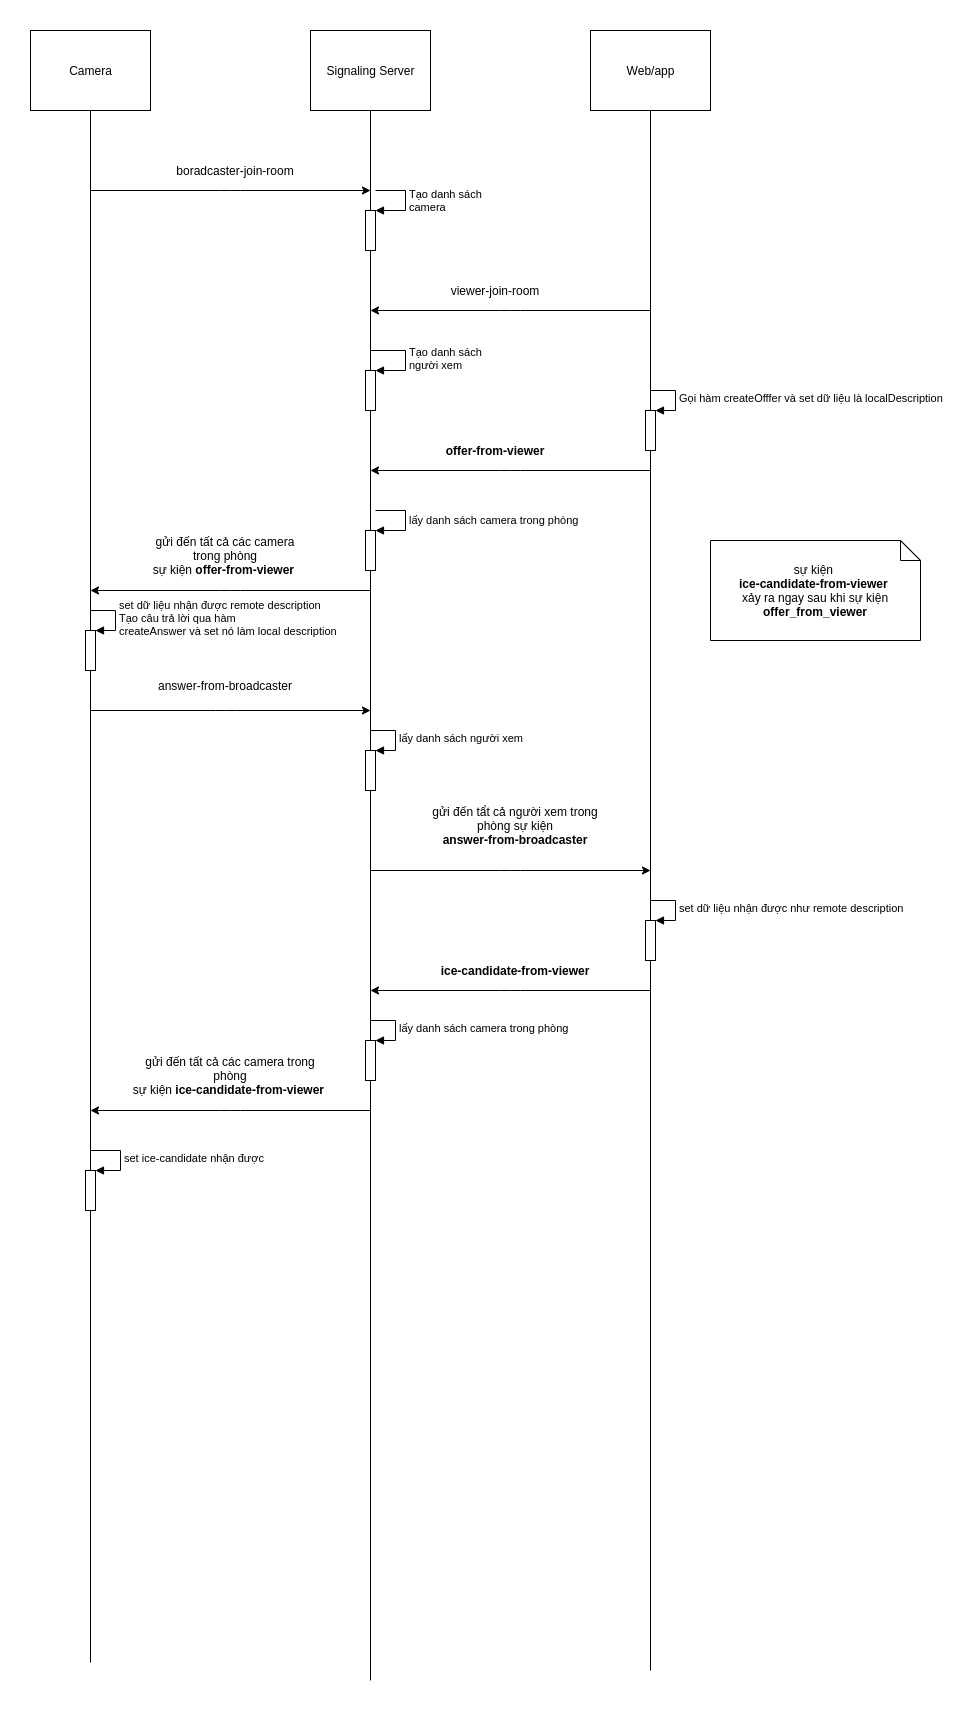 Camera
Signaling Server
Web/app
boradcaster-join-room
Tạo danh sách
camera
viewer-join-room
Tạo danh sách
người xem
Gọi hàm createOfffer và set dữ liệu là localDescription
offer-from-viewer
lấy danh sách camera trong phòng
gửi đến tất cả các camera
trong phòng
sự kiện offer-from-viewer
sự kiện
ice-candidate-from-viewer
xảy ra ngay sau khi sự kiện
offer_from_viewer
set dữ liệu nhận được remote description
Tạo câu trả lời qua hàm
createAnswer và set nó làm local description
answer-from-broadcaster
lấy danh sách người xem
gửi đến tất cả người xem trong
phòng sự kiện
answer-from-broadcaster
set dữ liệu nhận được như remote description
ice-candidate-from-viewer
lấy danh sách camera trong phòng
gửi đến tất cả các camera trong
phòng
sự kiện ice-candidate-from-viewer
set ice-candidate nhận được